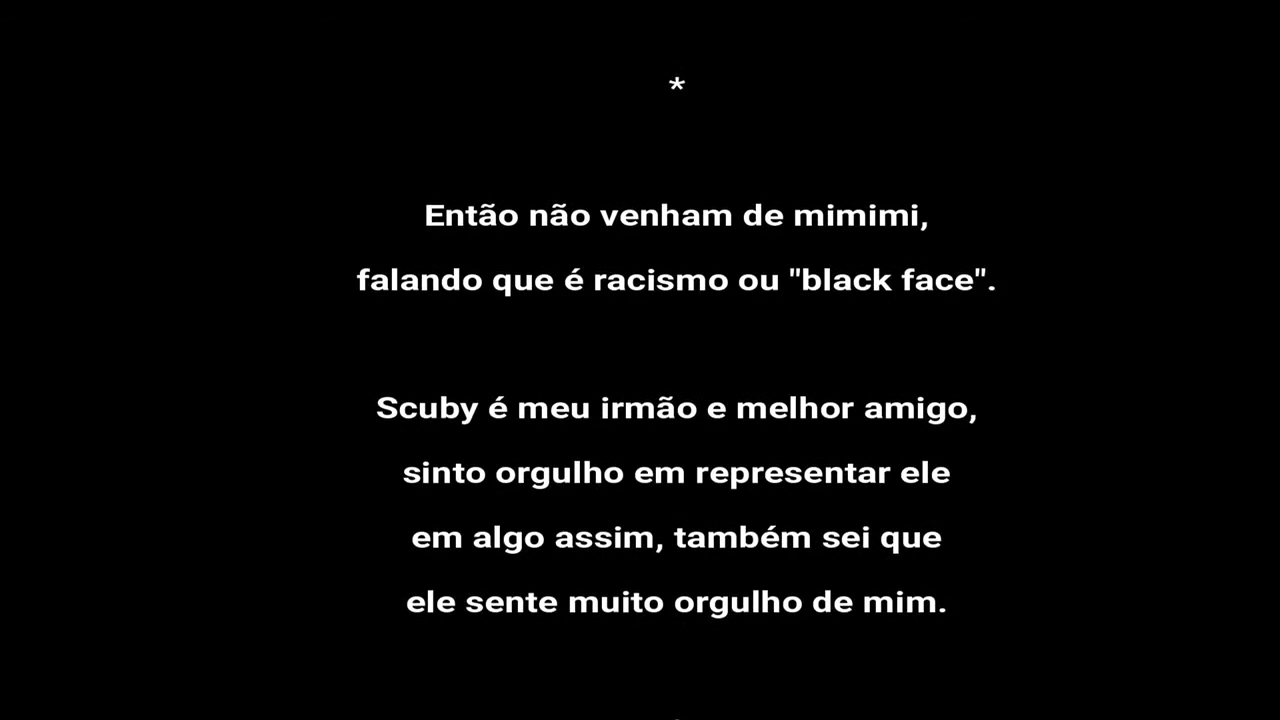 *
Então não venham de mimimi,
falando que é racismo ou "black face".
Scuby é meu irmão e melhor amigo,
sinto orgulho em representar ele
em algo assim, também sei que
ele sente muito orgulho de mim.